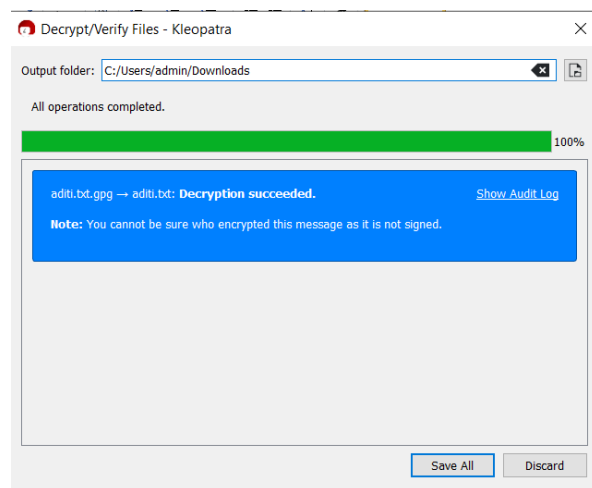 Decrypt/Verify Files - Kleopatra
Output folder: C:/Users/admin/Downloads
All operations completed.
100%
aditi.txt.gpg → aditi.txt: Decryption succeeded. Show Audit Log
Note: You cannot be sure who encrypted this message as it is not signed.
Save All Discard